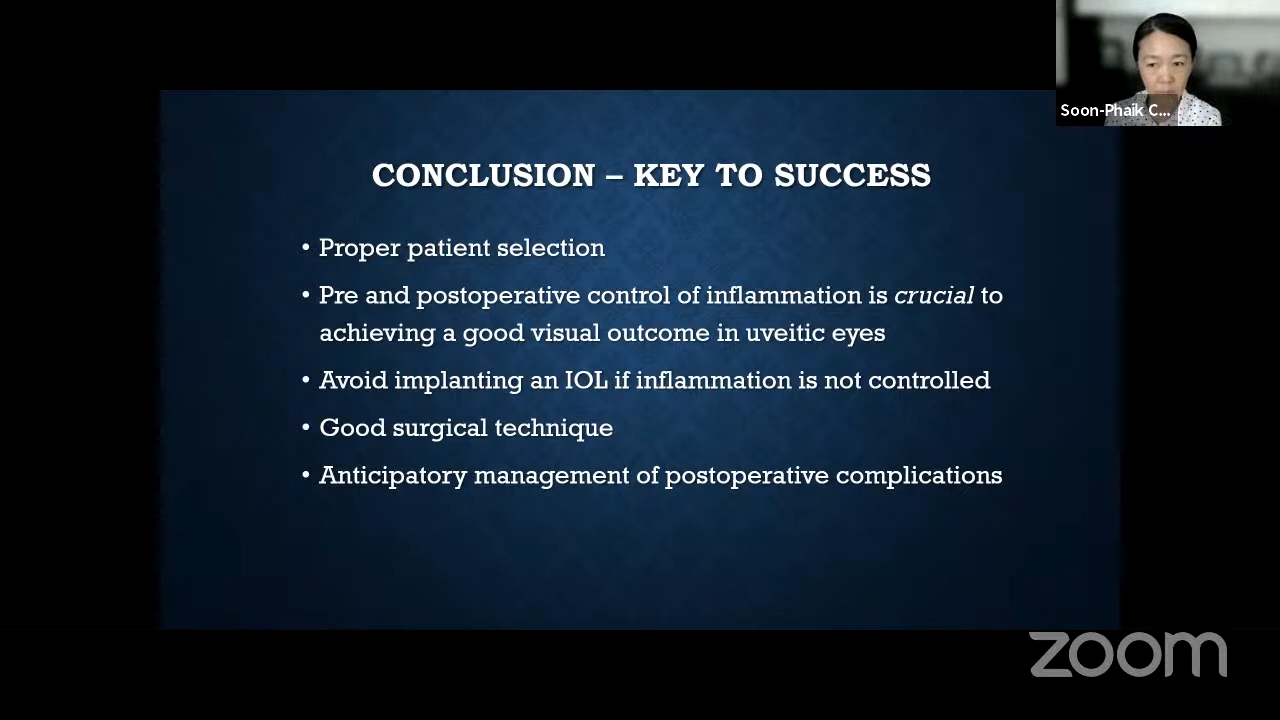 Soon-Phaik C...
CONCLUSION – KEY TO SUCCESS
• Proper patient selection
• Pre and postoperative control of inflammation is crucial to
achieving a good visual outcome in uveitic eyes
• Avoid implanting an IOL if inflammation is not controlled
• Good surgical technique
• Anticipatory management of postoperative complications
zoom